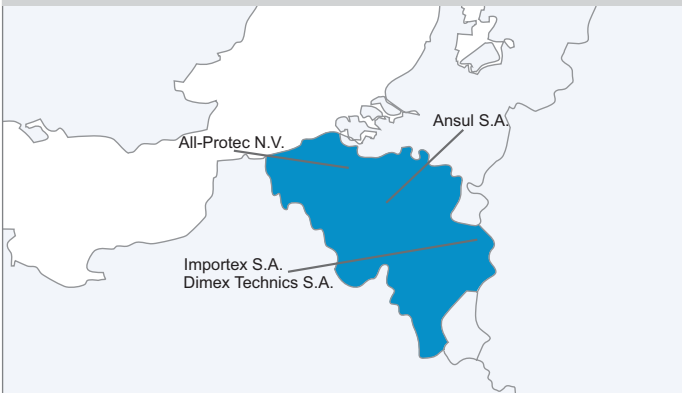 Ansul S.A.
All-Protec N.V.
Importex S.A.
Dimex Technics S.A.